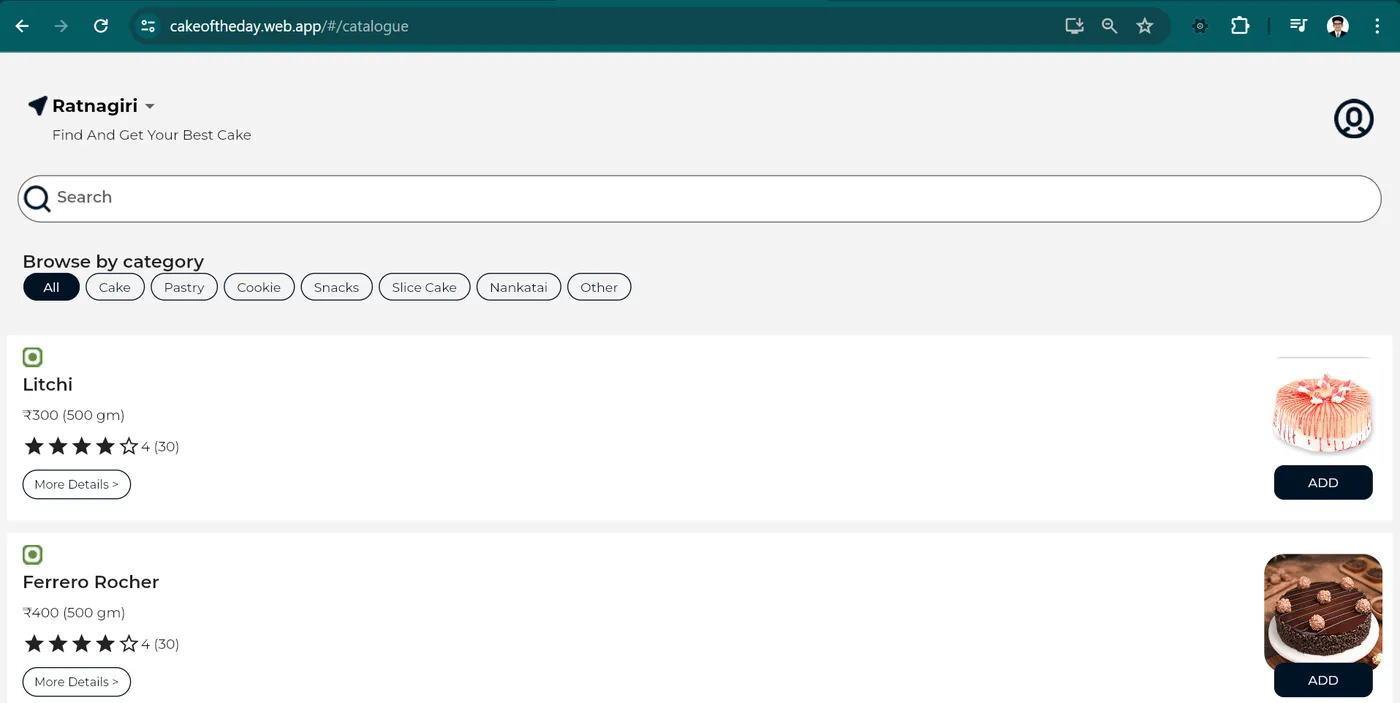 cakeoftheday.web.app/#/catalogue
Ratnagiri
Find And Get Your Best Cake
Search
Browse by category
All Cake Pastry Cookie Snacks Slice Cake Nankatai Other
Litchi
₹300 (500 gm)
4 (30)
More Details >
ADD
Ferrero Rocher
₹400 (500 gm)
4 (30)
More Details >
ADD